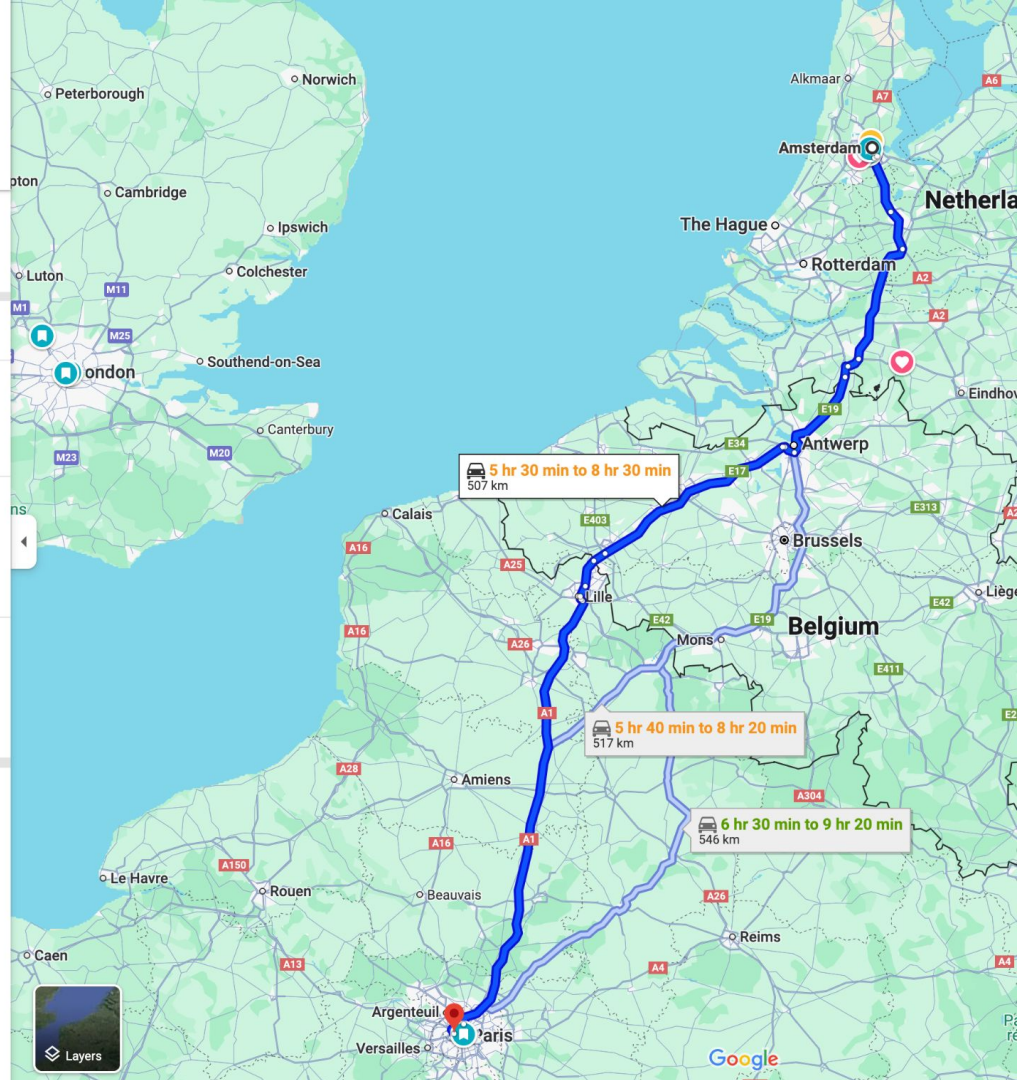 Norwich
Alkmaar
A6
Peterborough
A7
Amsterdam
pton
Cambridge
Netherla
Ipswich
The Hague
Colchester
Rotterdam
Luton
A2
M11
M1
A2
M25
Southend-on-Sea
ondon
Eindhov
E19
Canterbury
M20
M23
E34
Antwerp
5 hr 30 min to 8 hr 30 min
507 km
E17
ns
Calais
E403
E313
A2
A16
Brussels
A25
Lille
E42
Liège
E42
E19
A16
Belgium
A26
Mons
E411
A1
E2
5 hr 40 min to 8 hr 20 min
517 km
A28
Amiens
A304
6 hr 30 min to 9 hr 20 min
546 km
A1
A16
A150
Le Havre
Rouen
Beauvais
A26
Reims
Caen
A13
A4
A4
Argenteuil
Pa
re
Paris
Versailles
Layers
Google